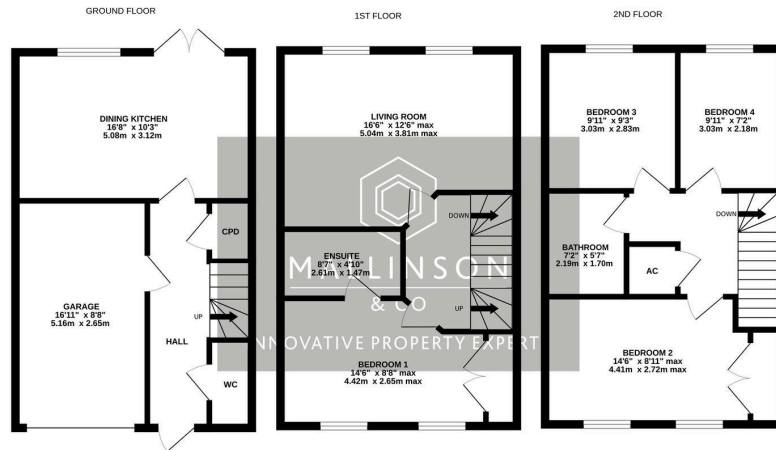 GROUND FLOOR
DINING KITCHEN
16'8" x 10'3"
5.08m x 3.12m
CPD
GARAGE
16'11" x 8'8"
5.16m x 2.65m
UP
HALL
WC
1ST FLOOR
LIVING ROOM
16'6" x 12'6" max
5.04m x 3.81m max
DOWN
ENSUITE
8'7" x 4'10"
2.61m x 1.47m
MALLINSON
& CO
UP
INNOVATIVE PROPERTY EXPERT
BEDROOM 1
14'6" x 8'8" max
4.42m x 2.65m max
2ND FLOOR
BEDROOM 3
9'11" x 9'3"
3.03m x 2.83m
BEDROOM 4
9'11" x 7'2"
3.03m x 2.18m
DOWN
BATHROOM
7'2" x 5'7"
2.19m x 1.70m
AC
BEDROOM 2
14'6" x 8'11" max
4.41m x 2.72m max